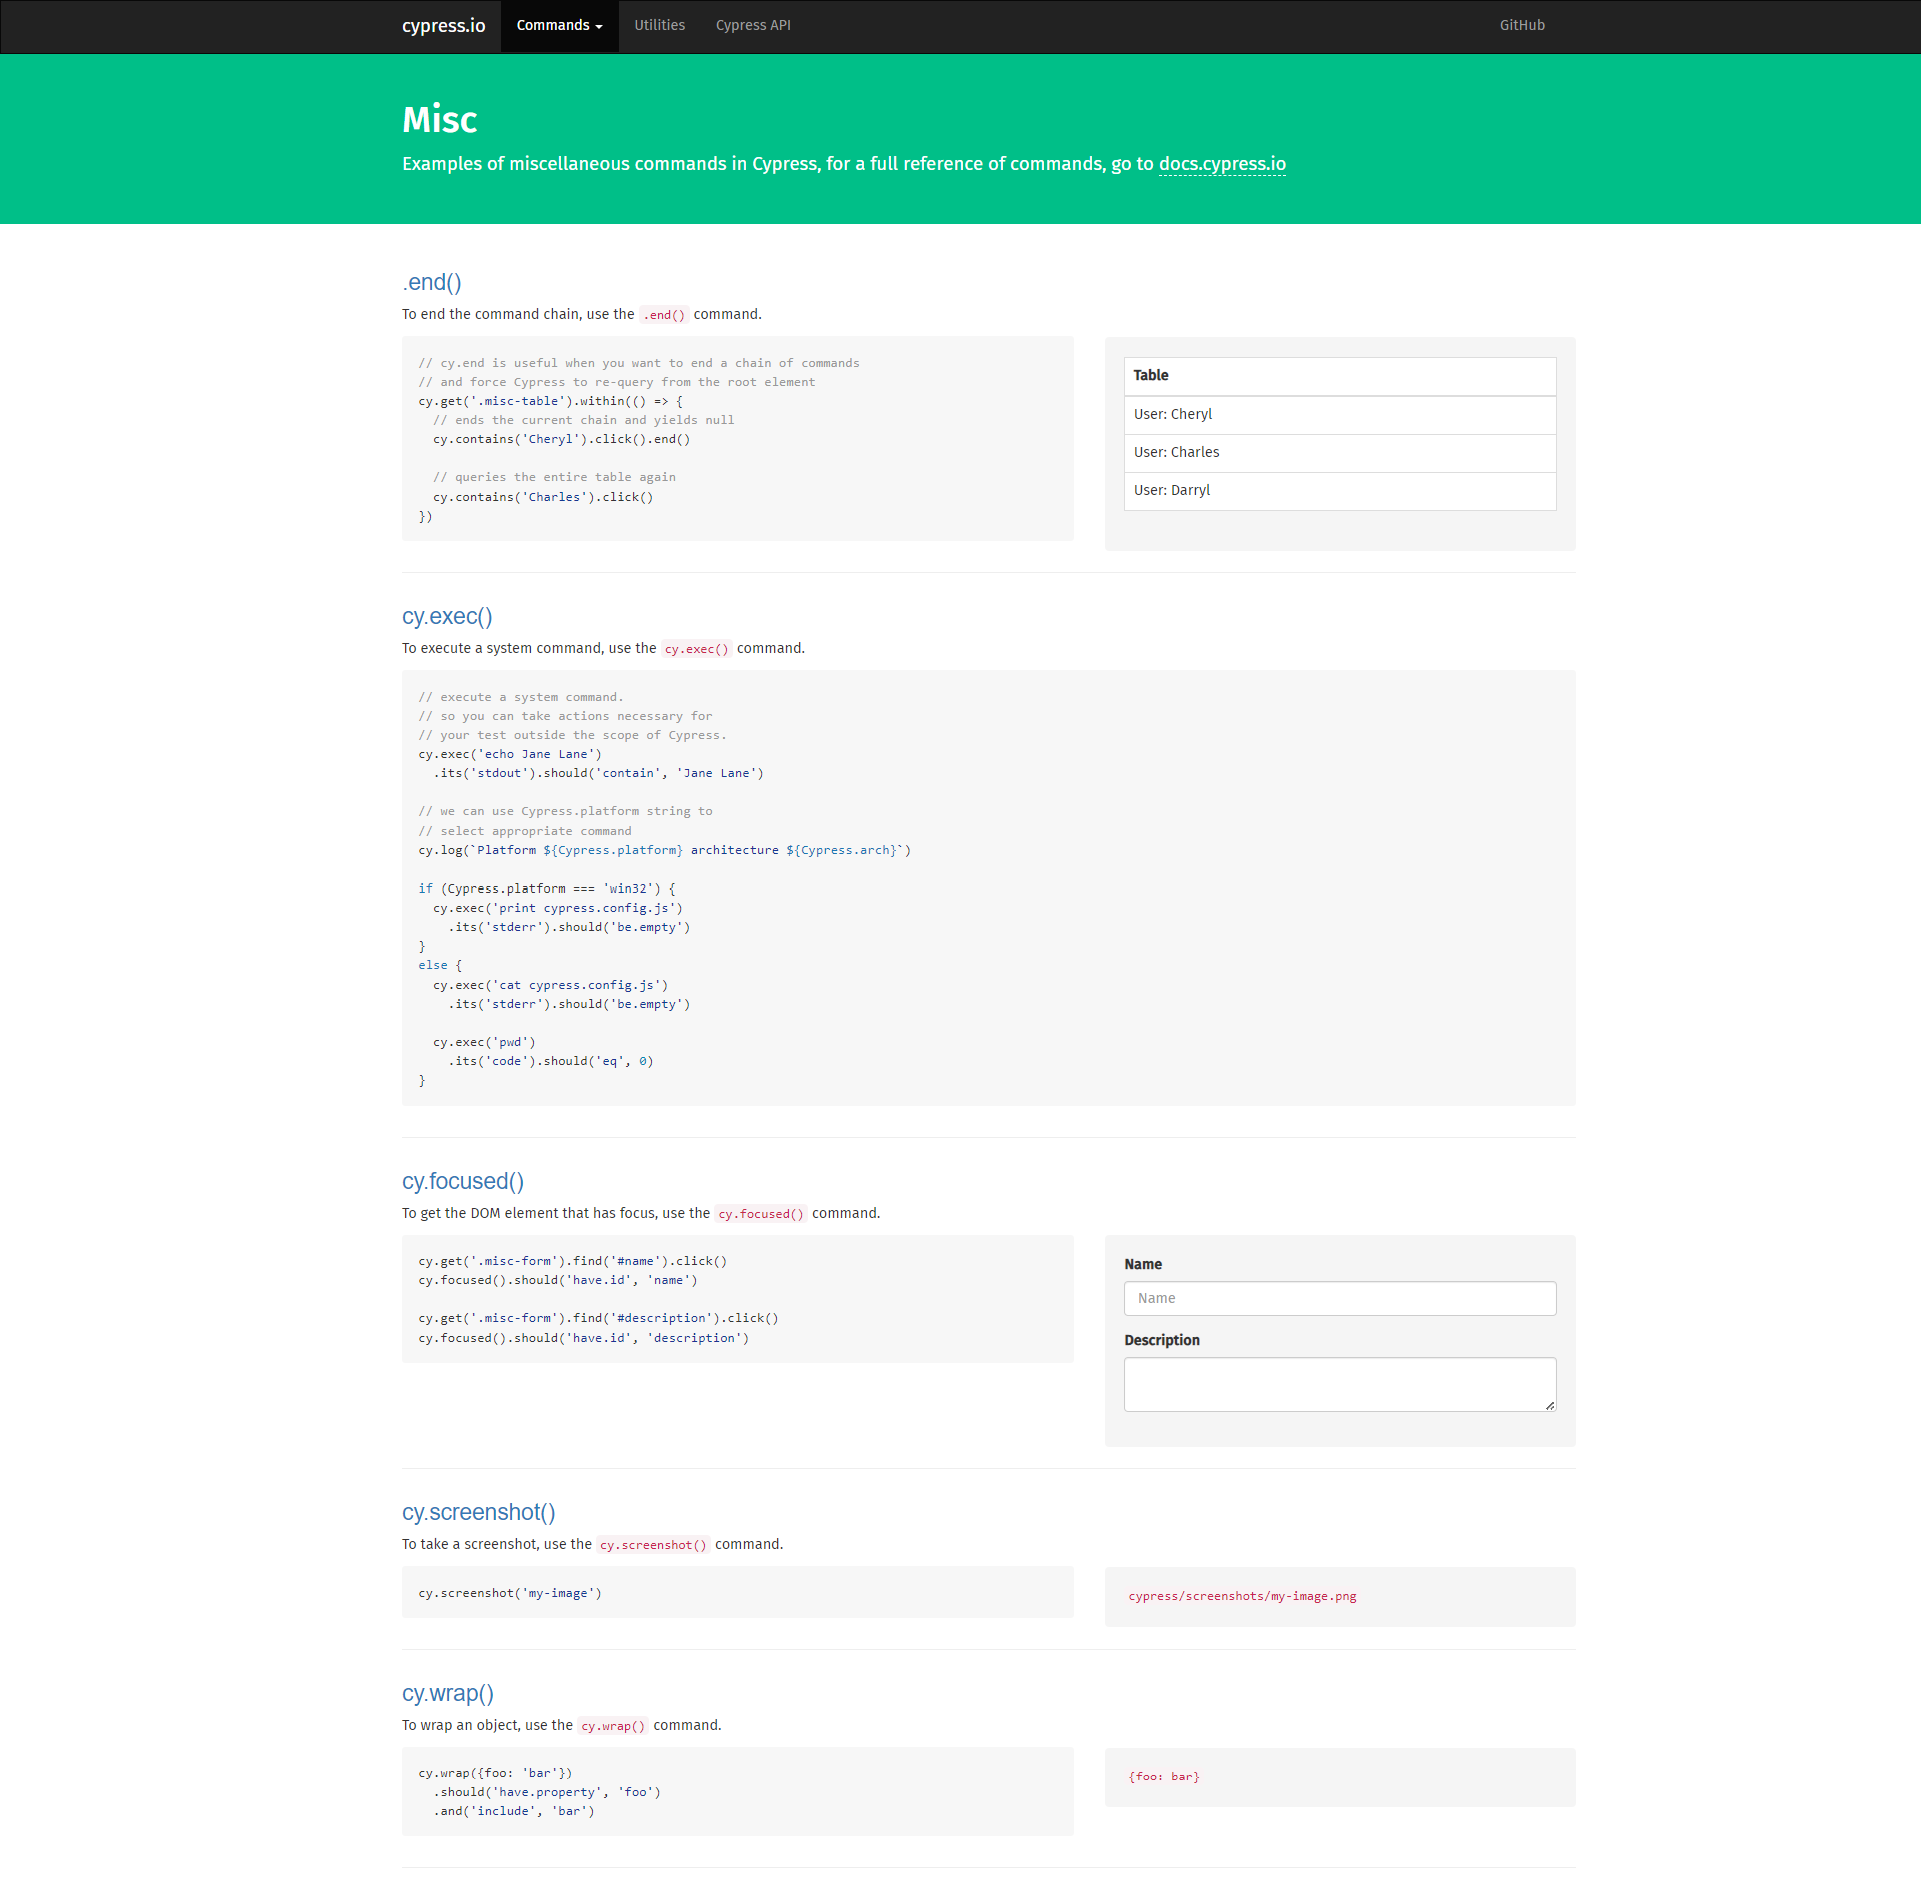 cypress.io Commands Utilities Cypress API GitHub
Misc
Examples of miscellaneous commands in Cypress, for a full reference of commands, go to docs.cypress.io
.end()
To end the command chain, use the .end() command.
// cy.end is useful when you want to end a chain of commands
// and force Cypress to re-query from the root element
cy.get('.misc-table').within(() => {
  // ends the current chain and yields null
  cy.contains('Cheryl').click().end()

  // queries the entire table again
  cy.contains('Charles').click()
})
Table
User: Cheryl
User: Charles
User: Darryl
cy.exec()
To execute a system command, use the cy.exec() command.
// execute a system command.
// so you can take actions necessary for
// your test outside the scope of Cypress.
cy.exec('echo Jane Lane')
  .its('stdout').should('contain', 'Jane Lane')

// we can use Cypress.platform string to
// select appropriate command
cy.log(`Platform ${Cypress.platform} architecture ${Cypress.arch}`)

if (Cypress.platform === 'win32') {
  cy.exec('print cypress.config.js')
    .its('stderr').should('be.empty')
}
else {
  cy.exec('cat cypress.config.js')
    .its('stderr').should('be.empty')

  cy.exec('pwd')
    .its('code').should('eq', 0)
}
cy.focused()
To get the DOM element that has focus, use the cy.focused() command.
cy.get('.misc-form').find('#name').click()
cy.focused().should('have.id', 'name')

cy.get('.misc-form').find('#description').click()
cy.focused().should('have.id', 'description')
Name
Name
Description
cy.screenshot()
To take a screenshot, use the cy.screenshot() command.
cy.screenshot('my-image')
cypress/screenshots/my-image.png
cy.wrap()
To wrap an object, use the cy.wrap() command.
cy.wrap({foo: 'bar'})
  .should('have.property', 'foo')
  .and('include', 'bar')
{foo: bar}